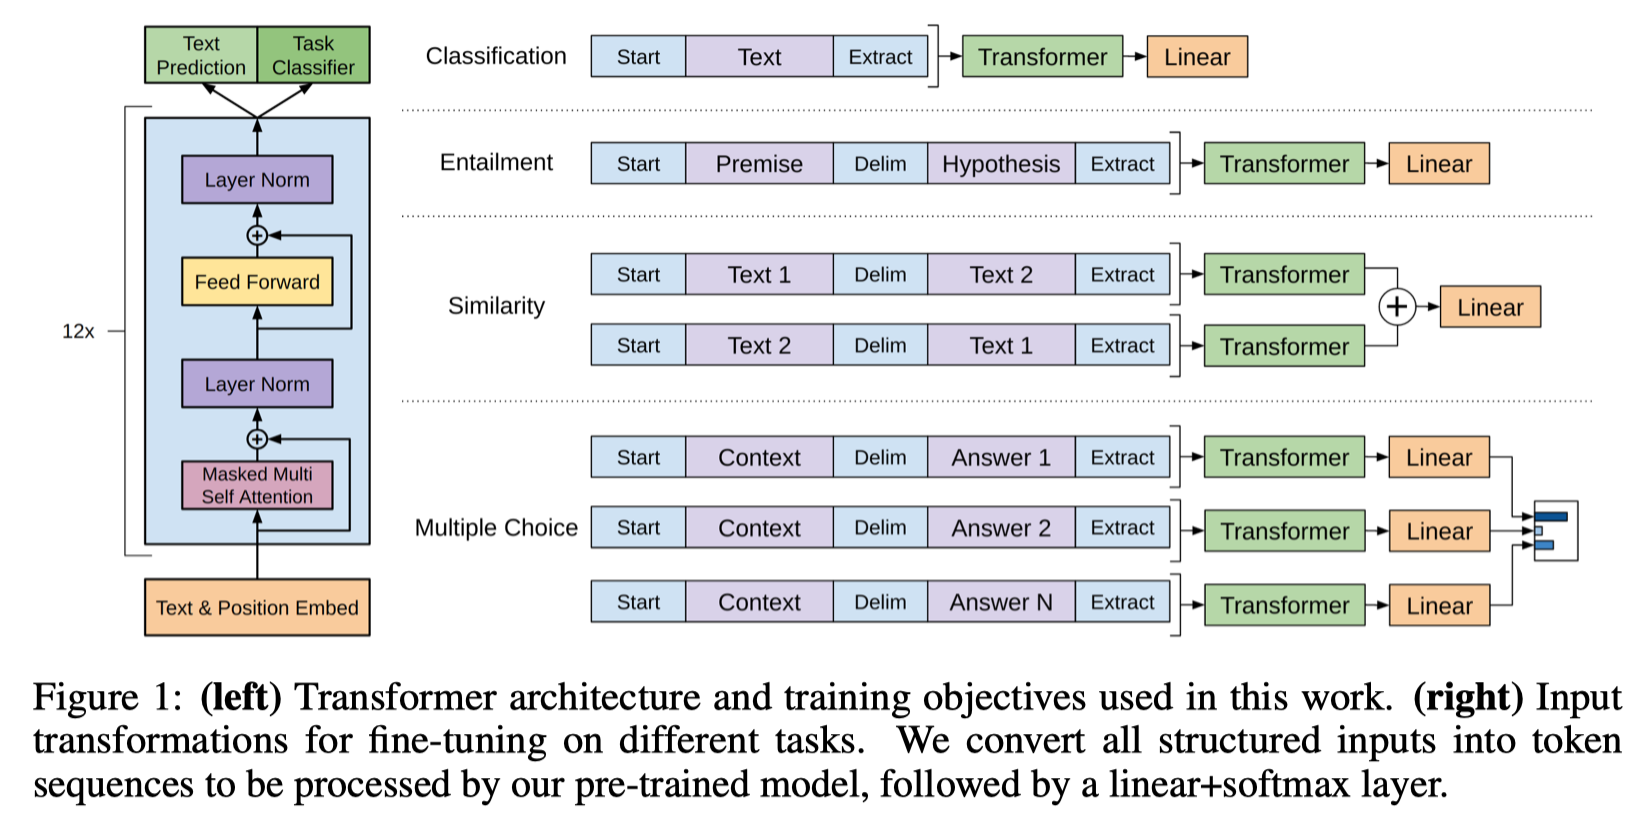 Text
Prediction
Task
Classifier
12x
Layer Norm
+
Feed Forward
Layer Norm
+
Masked Multi
Self Attention
Text & Position Embed
Classification Start Text Extract Transformer Linear
Entailment Start Premise Delim Hypothesis Extract Transformer Linear
Similarity
Start Text 1 Delim Text 2 Extract Transformer
Start Text 2 Delim Text 1 Extract Transformer
+ Linear
Multiple Choice
Start Context Delim Answer 1 Extract Transformer Linear
Start Context Delim Answer 2 Extract Transformer Linear
Start Context Delim Answer N Extract Transformer Linear
Figure 1: (left) Transformer architecture and training objectives used in this work. (right) Input
transformations for fine-tuning on different tasks. We convert all structured inputs into token
sequences to be processed by our pre-trained model, followed by a linear+softmax layer.